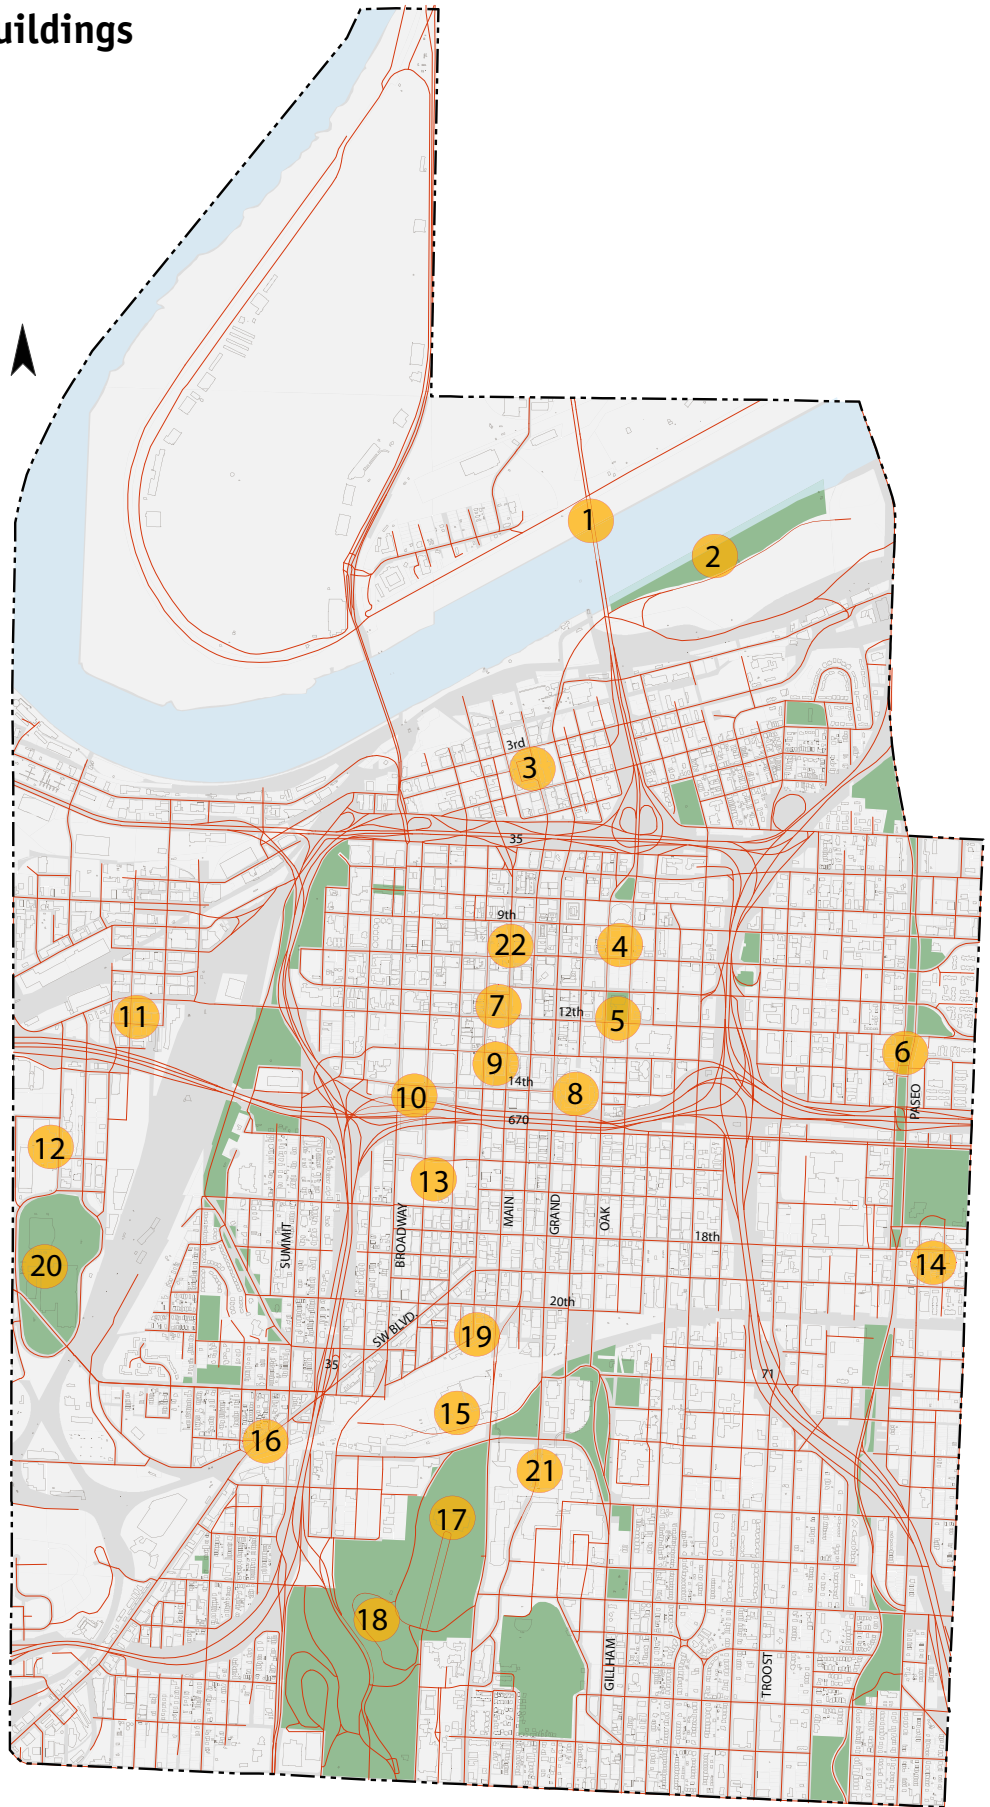 uildings
1
2
3rd
3
35
9th
22
4
7
12th
5
11
6
9
14th
8
10
PASEO
670
12
13
MAIN
GRAND
OAK
SUMMIT
BROADWAY
18th
14
20
20th
SW BLVD
19
35
71
15
16
21
17
18
GILLHAM
TROOST